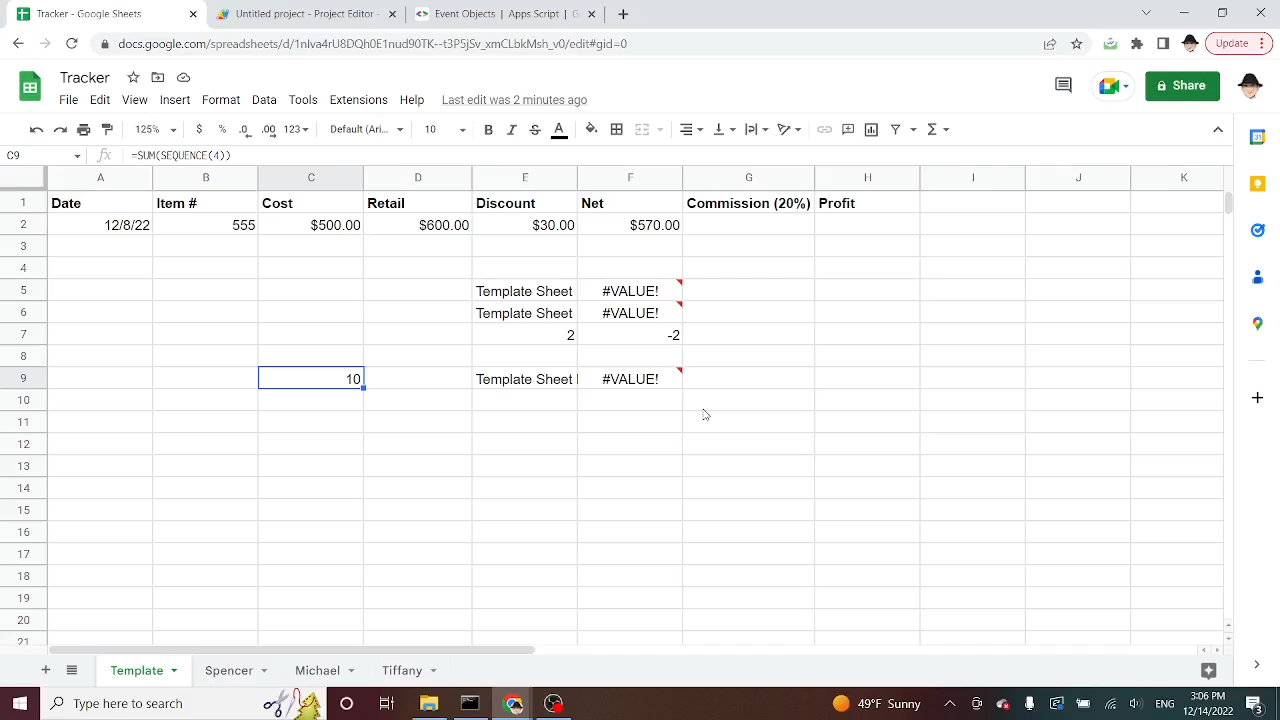 Tracker - Google Sheets
Untitled project - Project Editor -
Event Objects | Apps Script | G
docs.google.com/spreadsheets/d/1nIva4rU8DQh0E1nud90TK--t3P5jSv_xmCLbLMrh_v0/edit#gid=0
Update
Tracker
File Edit View Insert Format Data Tools Extensions Help Last edit was 2 minutes ago
Share
125% $ % .0 .00 123 Default (Ari... 10 B I S A
C9 fx =SUM(SEQUENCE(4))
A B C D E F G H I J K
1 Date Item # Cost Retail Discount Net Commission (20%) Profit
2 12/8/22 555 $500.00 $600.00 $30.00 $570.00
3
4
5 Template Sheet #VALUE!
6 Template Sheet #VALUE!
7 2 -2
8
9 10 Template Sheet #VALUE!
10
11
12
13
14
15
16
17
18
19
20
21
Template Spencer Michael Tiffany
Type here to search
49°F Sunny
ENG
3:06 PM
12/14/2022
3